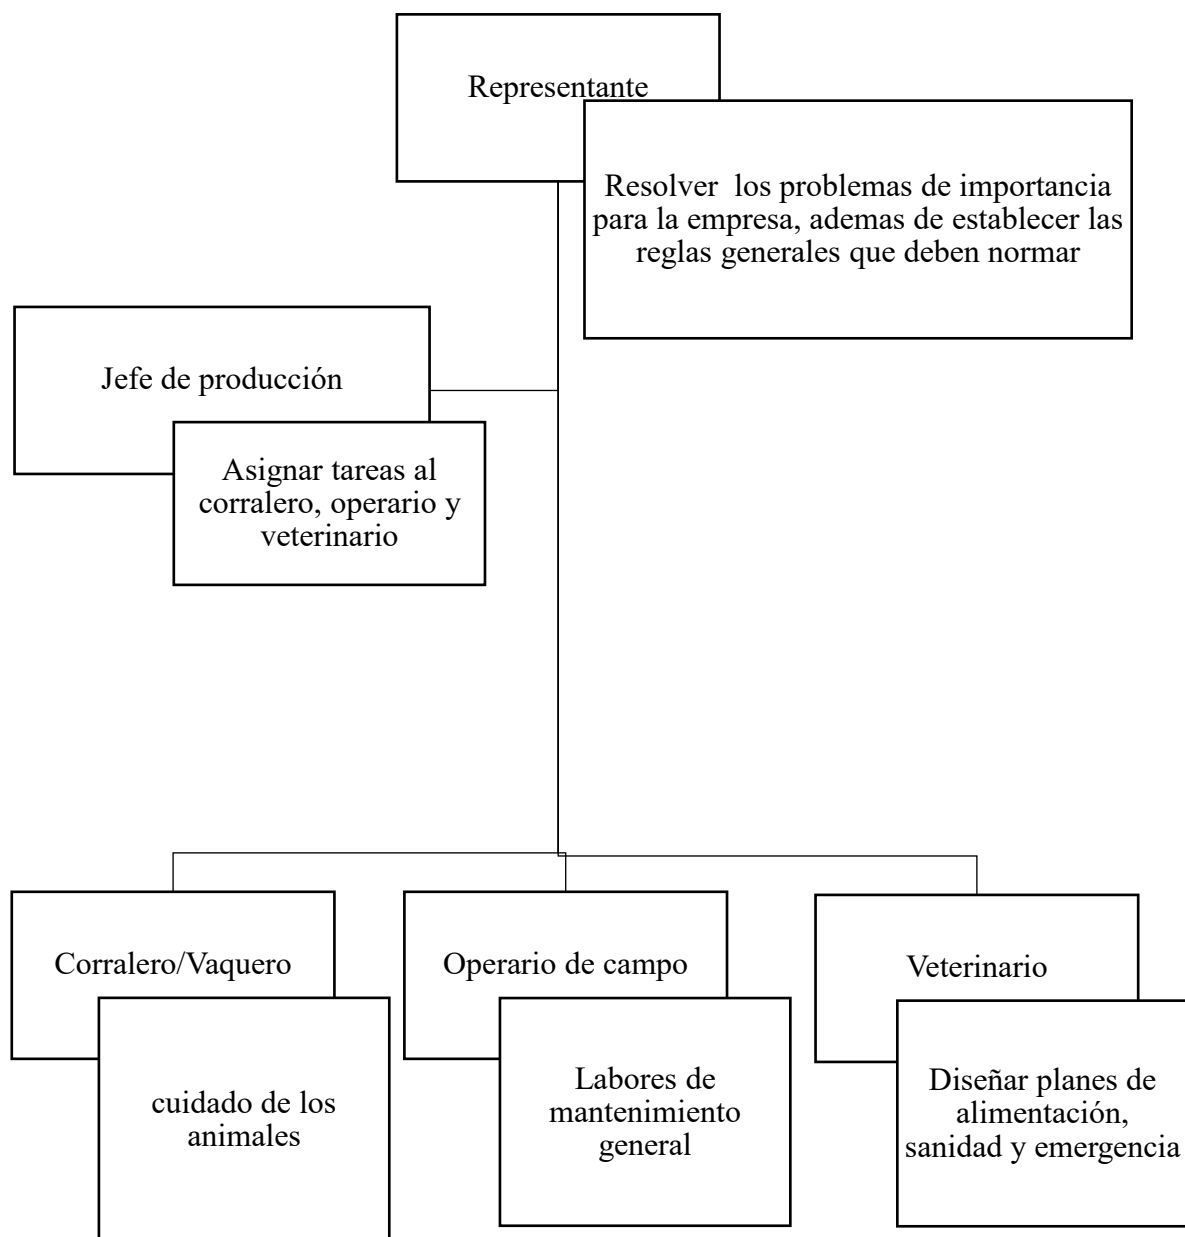 Representante
Resolver  los problemas de importancia
para la empresa, ademas de establecer las
reglas generales que deben normar
Jefe de producción
Asignar tareas al
corralero, operario y
veterinario
Corralero/Vaquero
cuidado de los
animales
Operario de campo
Labores de
mantenimiento
general
Veterinario
Diseñar planes de
alimentación,
sanidad y emergencia